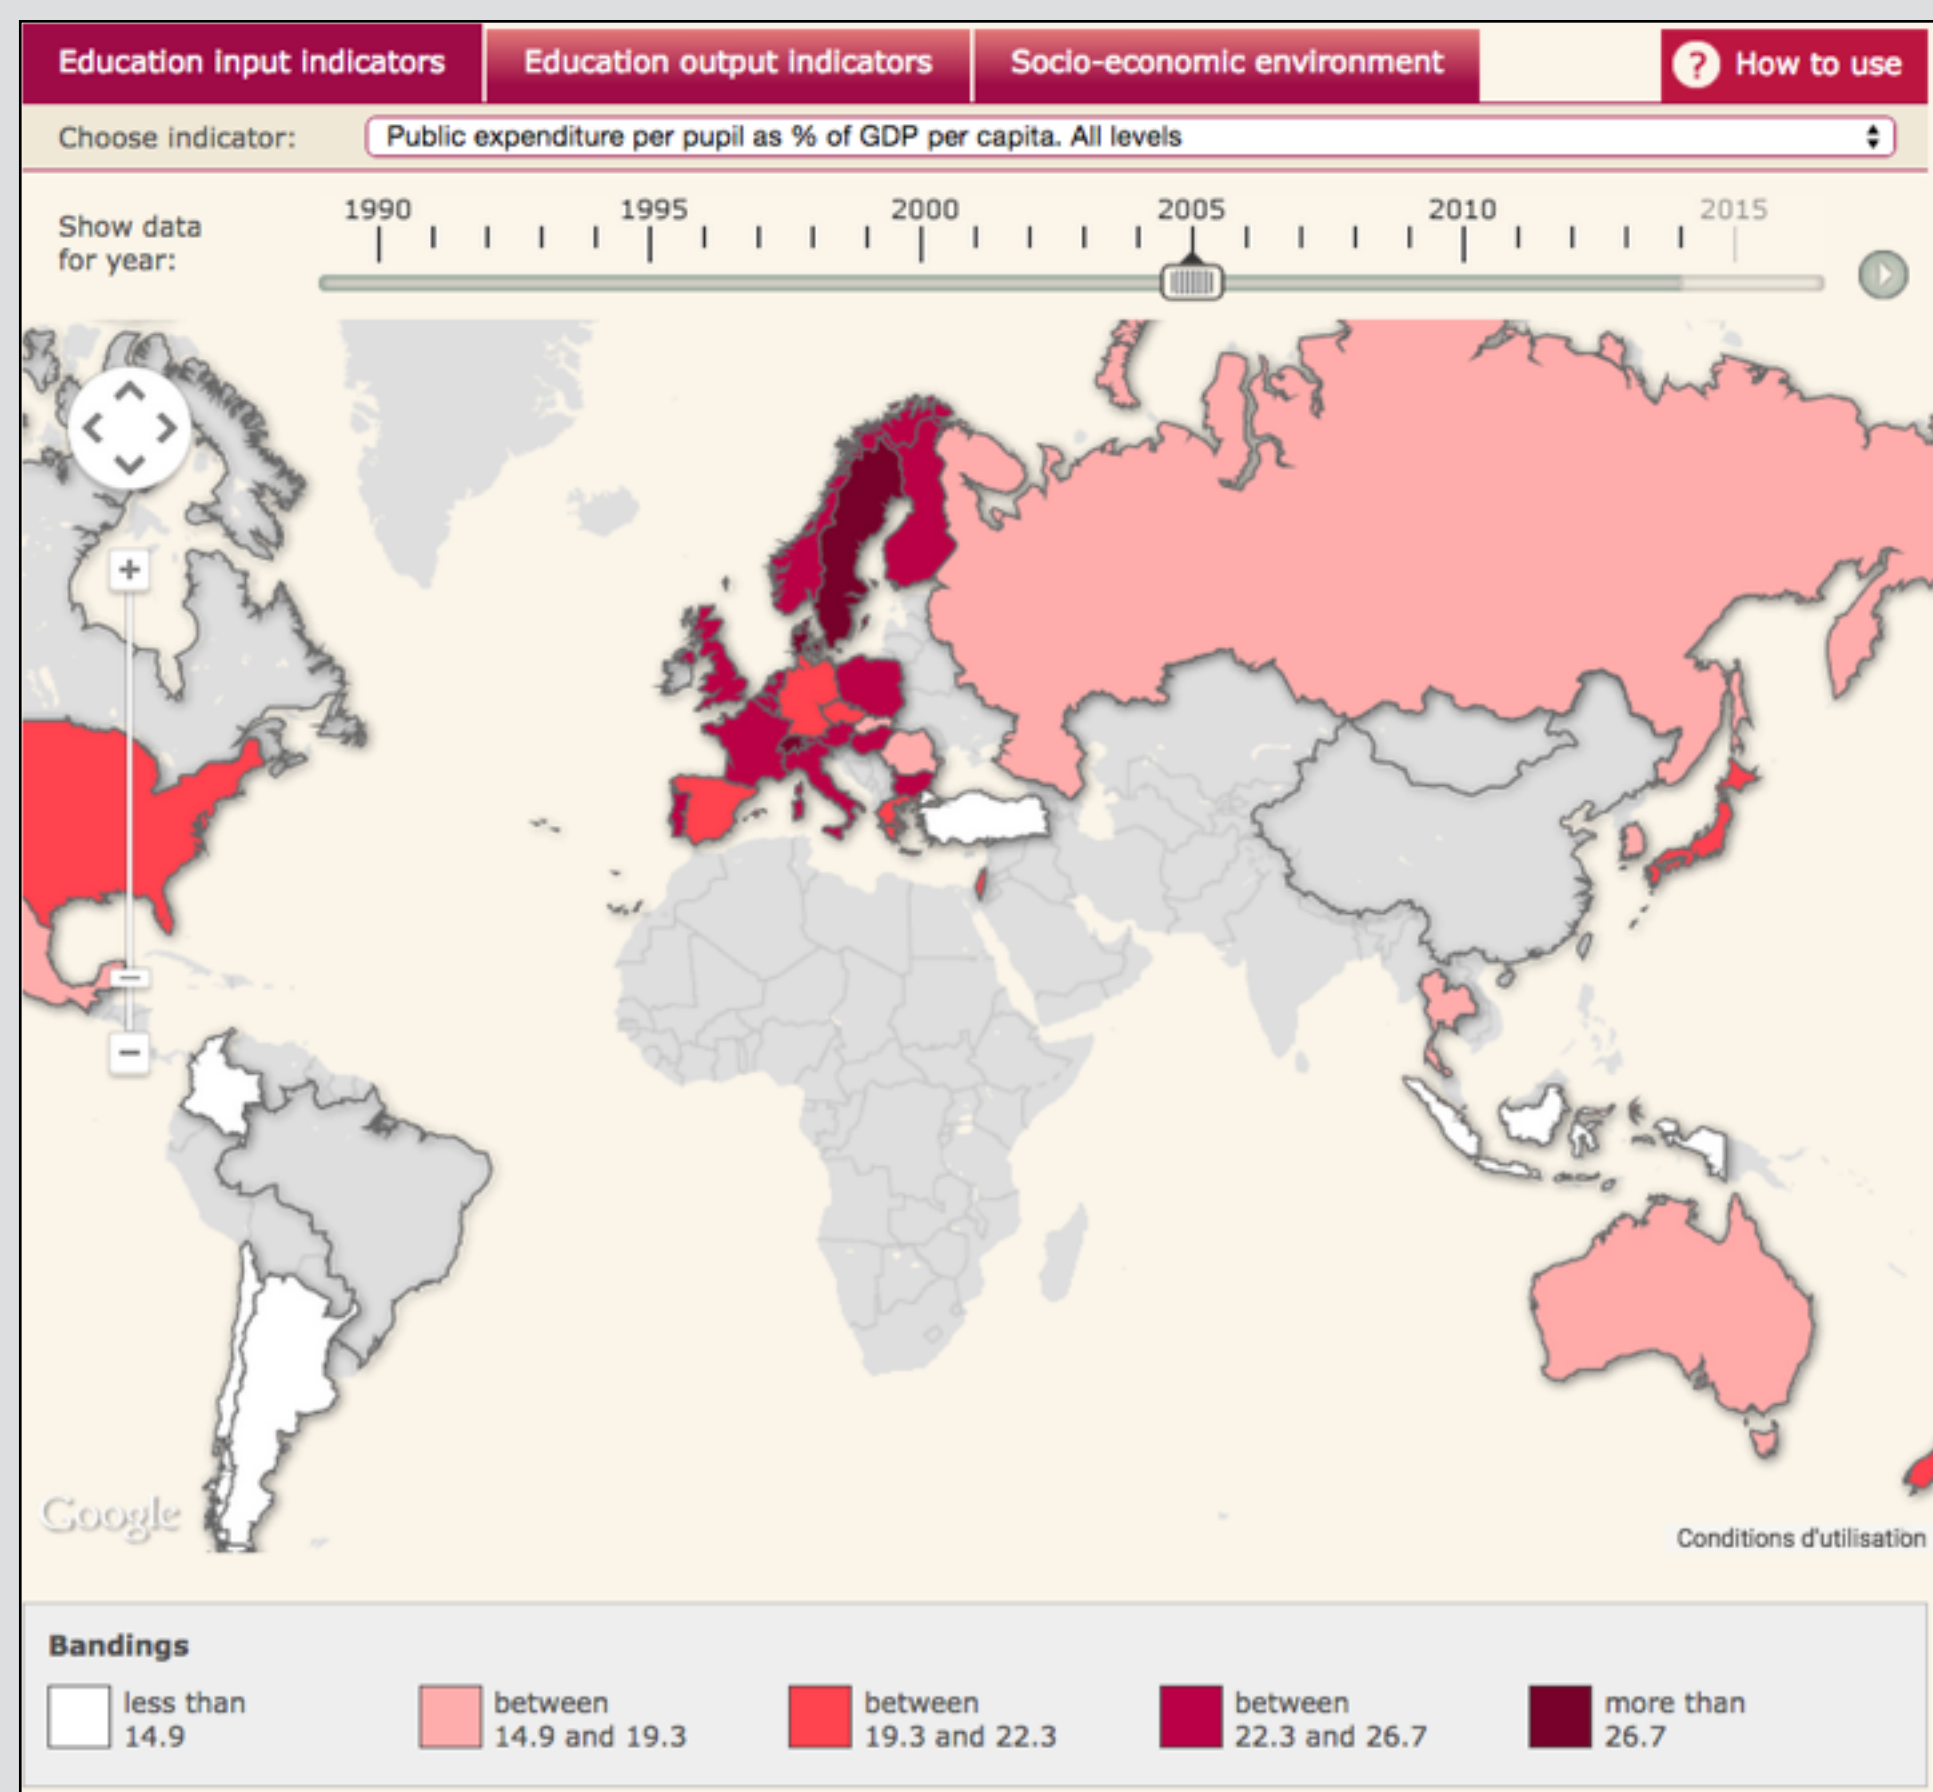 Education input indicators Education output indicators Socio-economic environment ? How to use
Choose indicator: Public expenditure per pupil as % of GDP per capita. All levels
1990 1995 2000 2005 2010 2015
Show data
for year:
Google
Conditions d'utilisation
Bandings
less than
14.9
between
14.9 and 19.3
between
19.3 and 22.3
between
22.3 and 26.7
more than
26.7